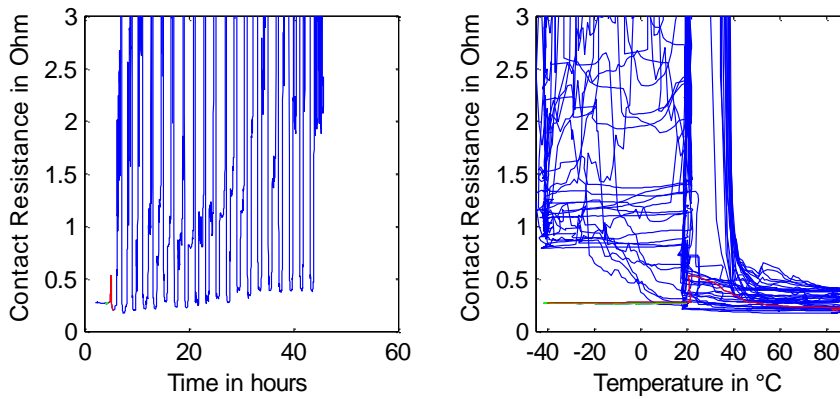 Contact Resistance in Ohm
3
2.5
2
1.5
1
0.5
0
0 20 40 60
Time in hours
Contact Resistance in Ohm
3
2.5
2
1.5
1
0.5
0
-40 -20 0 20 40 60 80
Temperature in °C